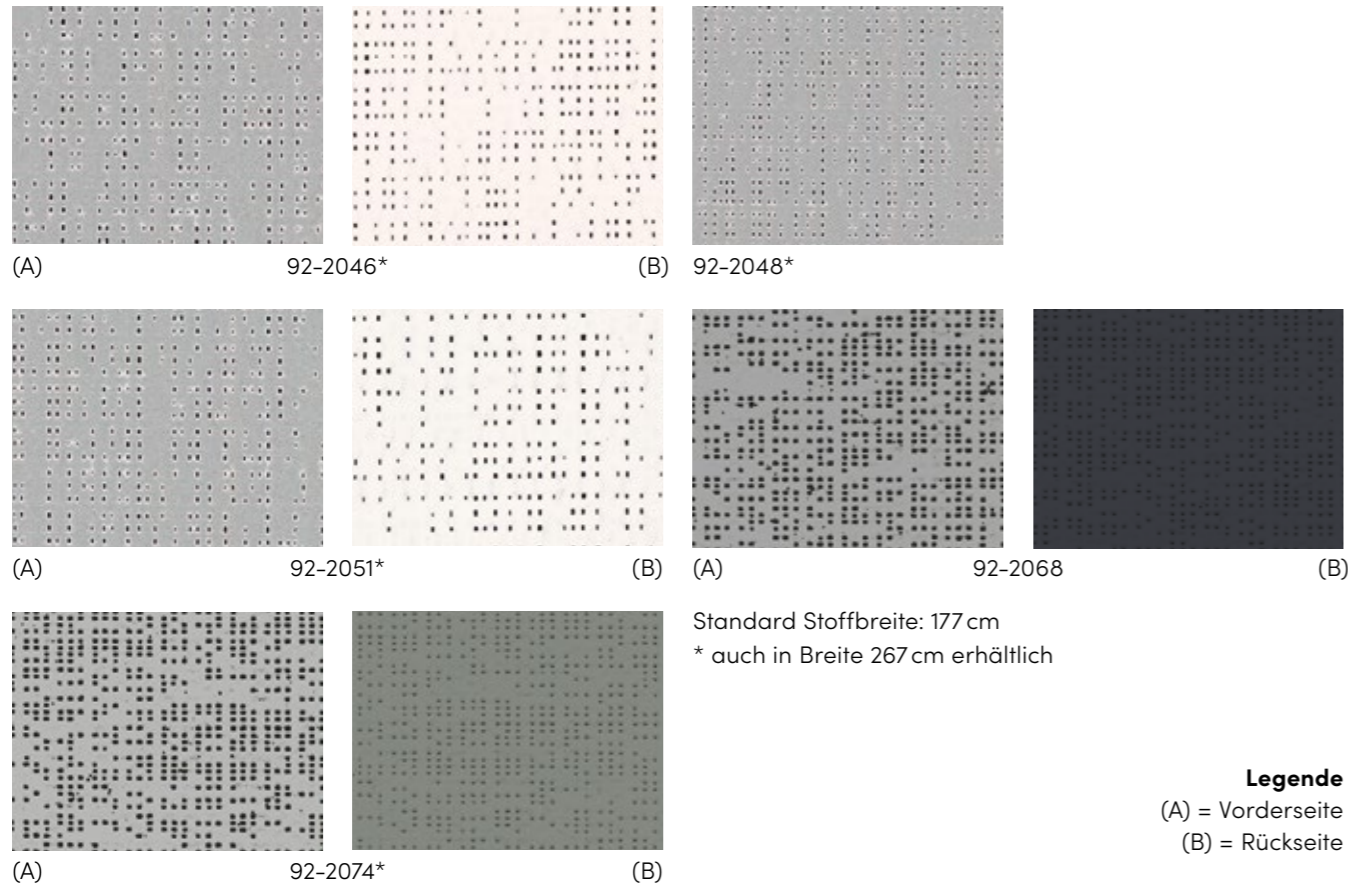 (A) 92-2046* (B) 92-2048*
(A) 92-2051* (B) (A) 92-2068 (B)
Standard Stoffbreite: 177 cm
* auch in Breite 267 cm erhältlich
Legende
(A) = Vorderseite
(B) = Rückseite
(A) 92-2074* (B)